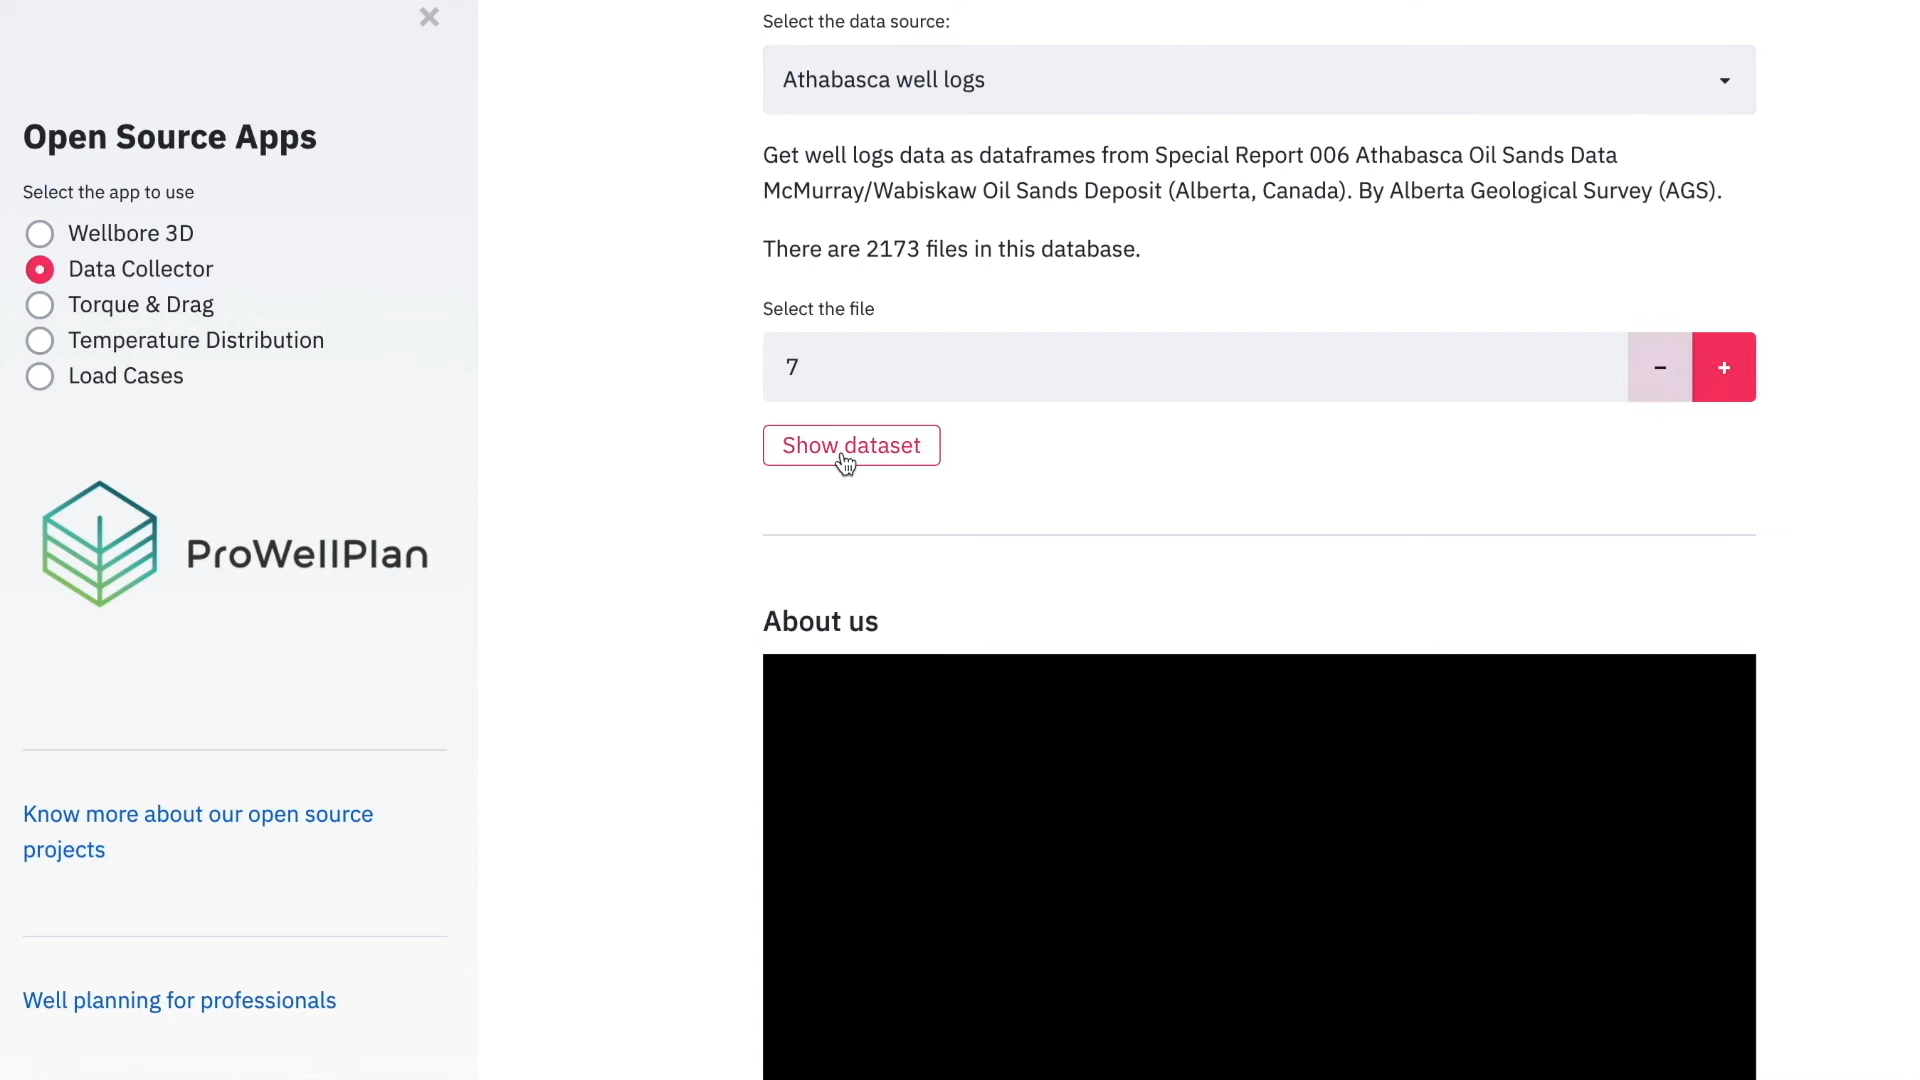 Open Source Apps
Select the app to use
Wellbore 3D
Data Collector
Torque & Drag
Temperature Distribution
Load Cases
ProWellPlan
Know more about our open source
projects
Well planning for professionals
Select the data source:
Athabasca well logs
Get well logs data as dataframes from Special Report 006 Athabasca Oil Sands Data
McMurray/Wabiskaw Oil Sands Deposit (Alberta, Canada). By Alberta Geological Survey (AGS).
There are 2173 files in this database.
Select the file
7
Show dataset
About us